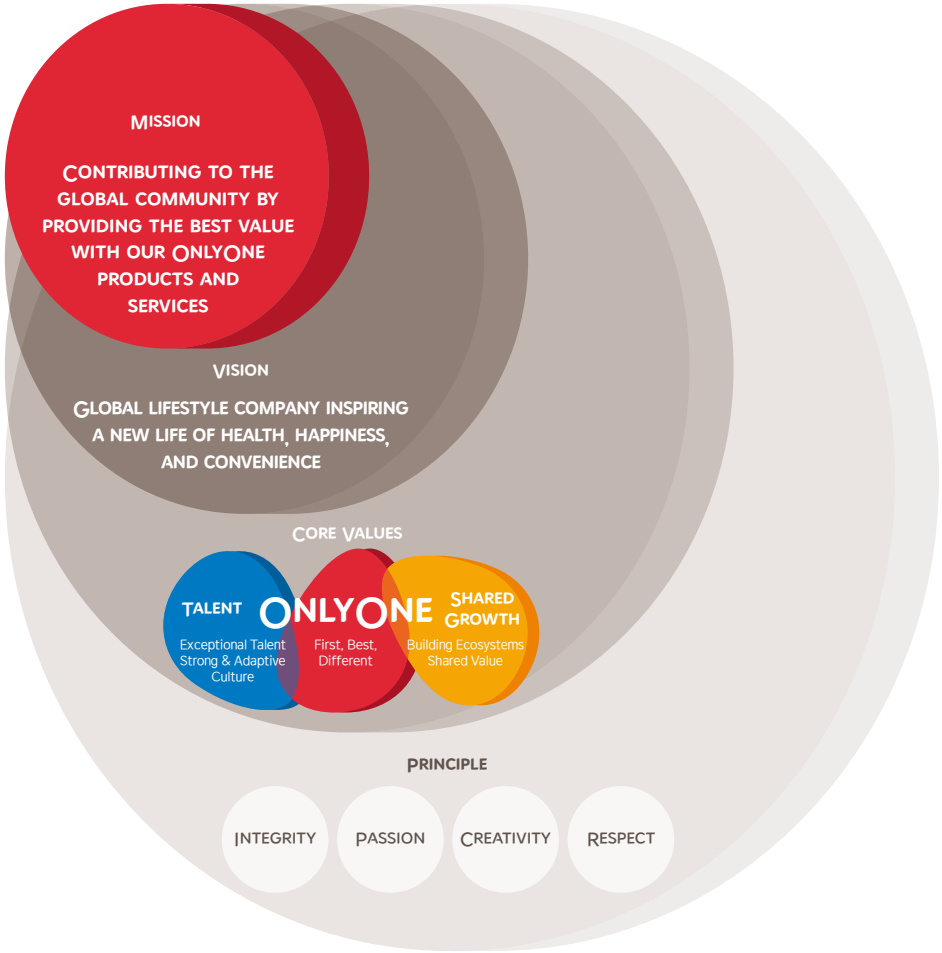 MISSION
CONTRIBUTING TO THE
GLOBAL COMMUNITY BY
PROVIDING THE BEST VALUE
WITH OUR ONLYONE
PRODUCTS AND
SERVICES
VISION
GLOBAL LIFESTYLE COMPANY INSPIRING
A NEW LIFE OF HEALTH, HAPPINESS,
AND CONVENIENCE
CORE VALUES
TALENT
Exceptional Talent
Strong & Adaptive
Culture
ONLYONE
First, Best,
Different
SHARED
GROWTH
Building Ecosystems
Shared Value
PRINCIPLE
INTEGRITY
PASSION
CREATIVITY
RESPECT